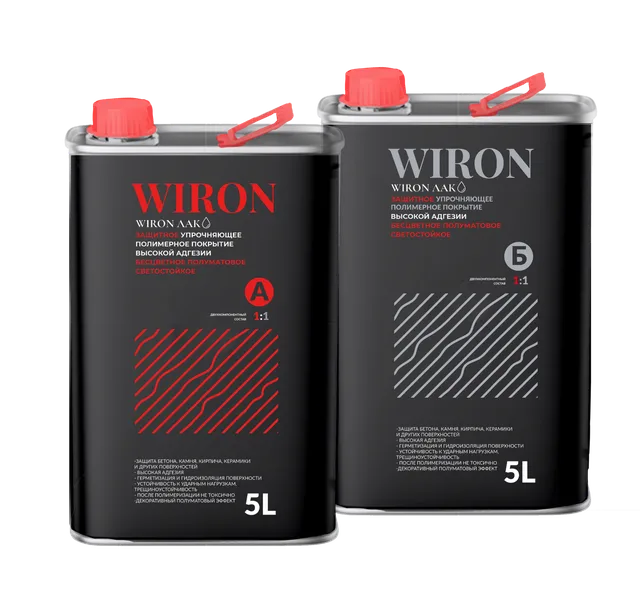 WIRON
WIRON ЛАК
ЗАЩИТНОЕ УПРОЧНЯЮЩЕЕ
ПОЛИМЕРНОЕ ПОКРЫТИЕ
ВЫСОКОЙ АДГЕЗИИ
БЕСЦВЕТНОЕ ПОЛУМАТОВОЕ
СВЕТОСТОЙКОЕ
А
ДВУХКОМПОНЕНТНЫЙ
СОСТАВ 1:1
-ЗАЩИТА БЕТОНА, КАМНЯ, КИРПИЧА, КЕРАМИКИ
И ДРУГИХ ПОВЕРХНОСТЕЙ
- ВЫСОКАЯ АДГЕЗИЯ
- ГЕРМЕТИЗАЦИЯ И ГИДРОИЗОЛЯЦИЯ ПОВЕРХНОСТИ
- УСТОЙЧИВОСТЬ К УДАРНЫМ НАГРУЗКАМ,
ТРЕЩИНОУСТОЙЧИВОСТЬ
- ПОСЛЕ ПОЛИМЕРИЗАЦИИ НЕ ТОКСИЧНО
-ДЕКОРАТИВНЫЙ ПОЛУМАТОВЫЙ ЭФФЕКТ
5L
WIRON
WIRON ЛАК
ЗАЩИТНОЕ УПРОЧНЯЮЩЕЕ
ПОЛИМЕРНОЕ ПОКРЫТИЕ
ВЫСОКОЙ АДГЕЗИИ
БЕСЦВЕТНОЕ ПОЛУМАТОВОЕ
СВЕТОСТОЙКОЕ
Б
ДВУХКОМПОНЕНТНЫЙ
СОСТАВ 1:1
-ЗАЩИТА БЕТОНА, КАМНЯ, КИРПИЧА, КЕРАМИКИ
И ДРУГИХ ПОВЕРХНОСТЕЙ
- ВЫСОКАЯ АДГЕЗИЯ
- ГЕРМЕТИЗАЦИЯ И ГИДРОИЗОЛЯЦИЯ ПОВЕРХНОСТИ
- УСТОЙЧИВОСТЬ К УДАРНЫМ НАГРУЗКАМ,
ТРЕЩИНОУСТОЙЧИВОСТЬ
- ПОСЛЕ ПОЛИМЕРИЗАЦИИ НЕ ТОКСИЧНО
-ДЕКОРАТИВНЫЙ ПОЛУМАТОВЫЙ ЭФФЕКТ
5L